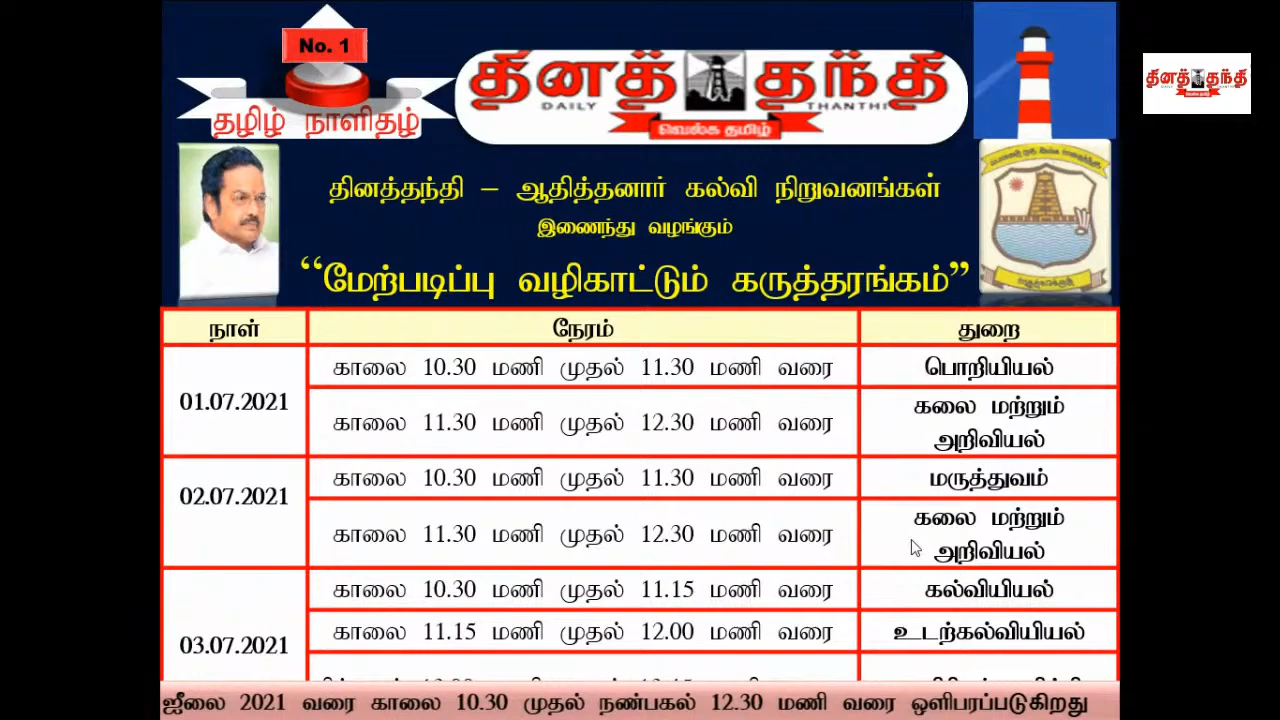 No. 1
தமிழ் நாளிதழ்
தினத்தந்தி
DAILY THANTHI
வெல்க தமிழ்
தினத்தந்தி
வெல்க தமிழ்
தினத்தந்தி – ஆதித்தனார் கல்வி நிறுவனங்கள்
இணைந்து வழங்கும்
“மேற்படிப்பு வழிகாட்டும் கருத்தரங்கம்”
நாள் நேரம் துறை
01.07.2021 காலை 10.30 மணி முதல் 11.30 மணி வரை பொறியியல்
காலை 11.30 மணி முதல் 12.30 மணி வரை கலை மற்றும்
அறிவியல்
02.07.2021 காலை 10.30 மணி முதல் 11.30 மணி வரை மருத்துவம்
காலை 11.30 மணி முதல் 12.30 மணி வரை கலை மற்றும்
அறிவியல்
03.07.2021 காலை 10.30 மணி முதல் 11.15 மணி வரை கல்வியியல்
காலை 11.15 மணி முதல் 12.00 மணி வரை உடற்கல்வியியல்
ஜீலை 2021 வரை காலை 10.30 முதல் நண்பகல் 12.30 மணி வரை ஒளிபரப்படுகிறது